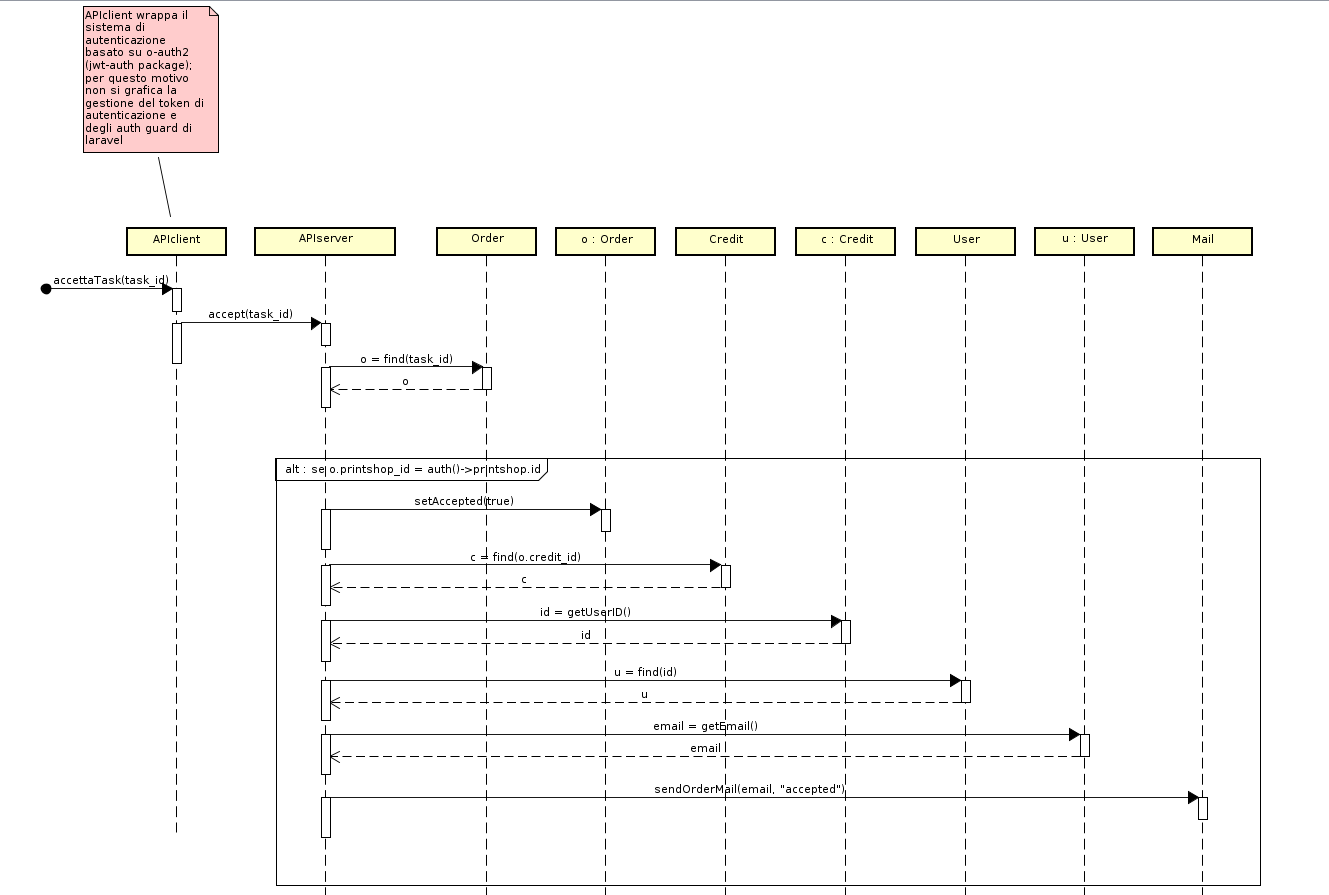 APIclient wrappa il
sistema di
autenticazione
basato su o-auth2
(jwt-auth package);
per questo motivo
non si grafica la
gestione del token di
autenticazione e
degli auth guard di
laravel
APIclient
APIserver
Order
o : Order
Credit
c : Credit
User
u : User
Mail
accettaTask(task_id)
accept(task_id)
o = find(task_id)
o
alt : se o.printshop_id = auth()->printshop.id
setAccepted(true)
c = find(o.credit_id)
c
id = getUserID()
id
u = find(id)
u
email = getEmail()
email
sendOrderMail(email, "accepted")